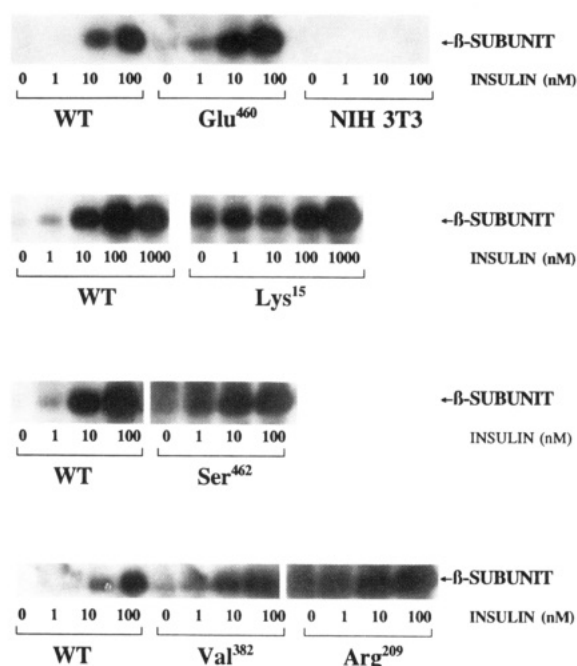 ←ß-SUBUNIT
0 1 10 100 0 1 10 100 0 1 10 100 INSULIN (nM)
WT Glu⁴⁶⁰ NIH 3T3
←ß-SUBUNIT
0 1 10 100 1000 0 1 10 100 1000 INSULIN (nM)
WT Lys¹⁵
←ß-SUBUNIT
0 1 10 100 0 1 10 100 INSULIN (nM)
WT Ser⁴⁶²
←ß-SUBUNIT
0 1 10 100 0 1 10 100 0 1 10 100 INSULIN (nM)
WT Val³⁸² Arg²⁰⁹